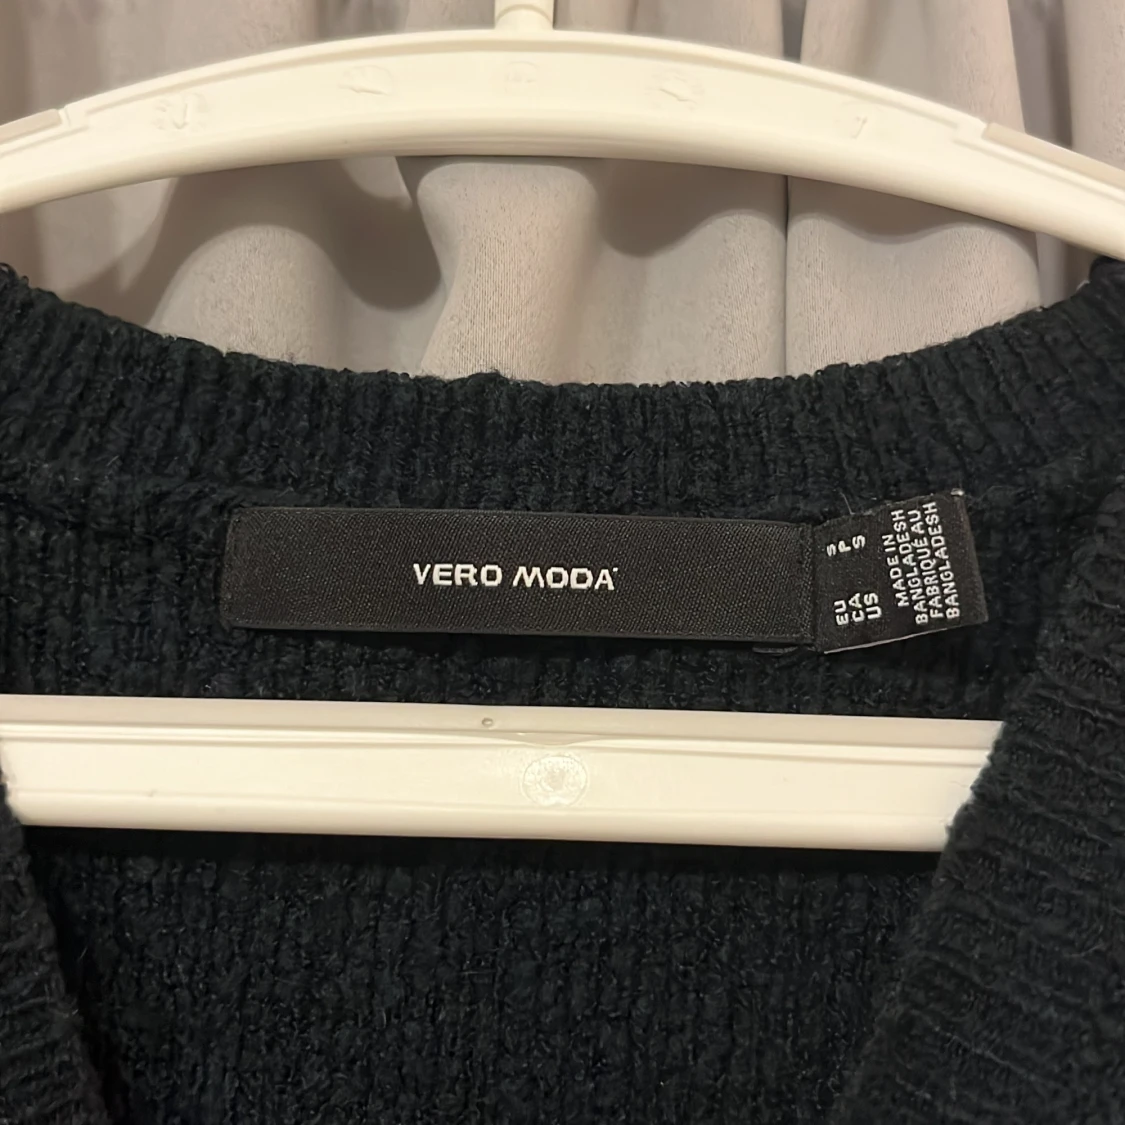 VERO MODA
EU S
CA P
US S
MADE IN
BANGLADESH
FABRIQUÉ AU
BANGLADESH